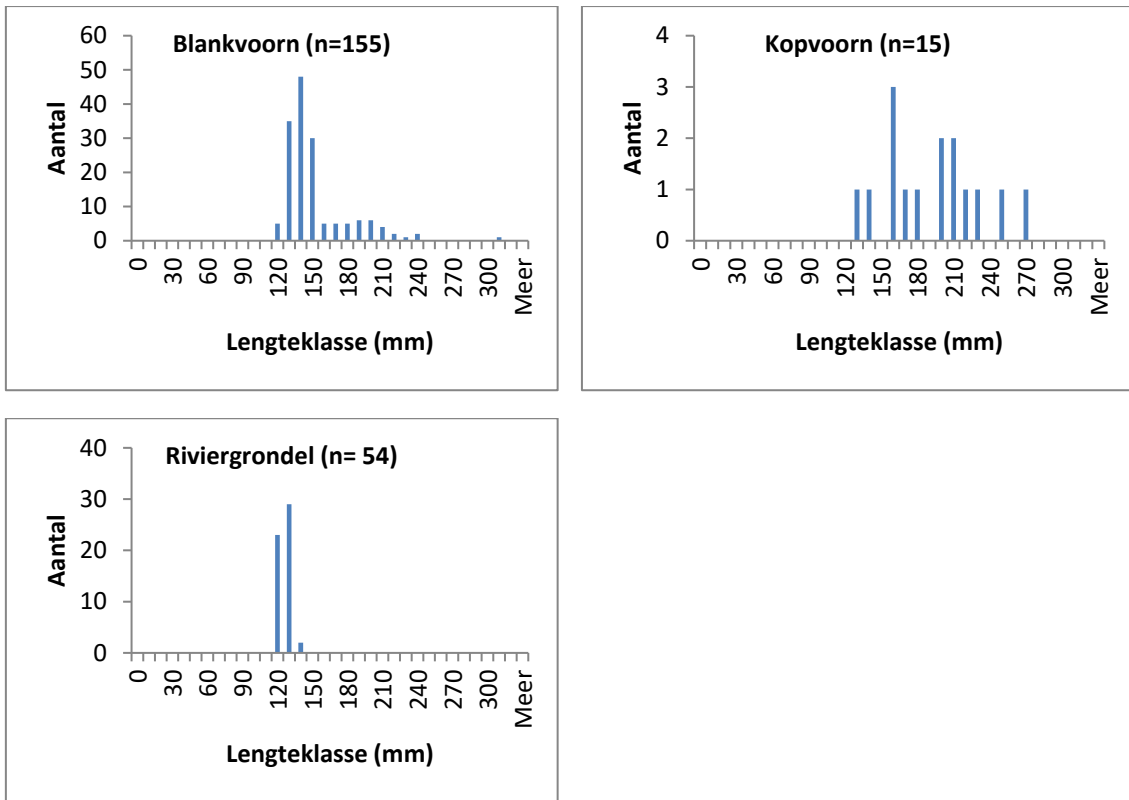 Blankvoorn (n=155)
Aantal
60
50
40
30
20
10
0
0 30 60 90 120 150 180 210 240 270 300 Meer
Lengteklasse (mm)
Kopvoorn (n=15)
Aantal
4
3
2
1
0
0 30 60 90 120 150 180 210 240 270 300 Meer
Lengteklasse (mm)
Riviergrondel (n= 54)
Aantal
40
30
20
10
0
0 30 60 90 120 150 180 210 240 270 300 Meer
Lengteklasse (mm)